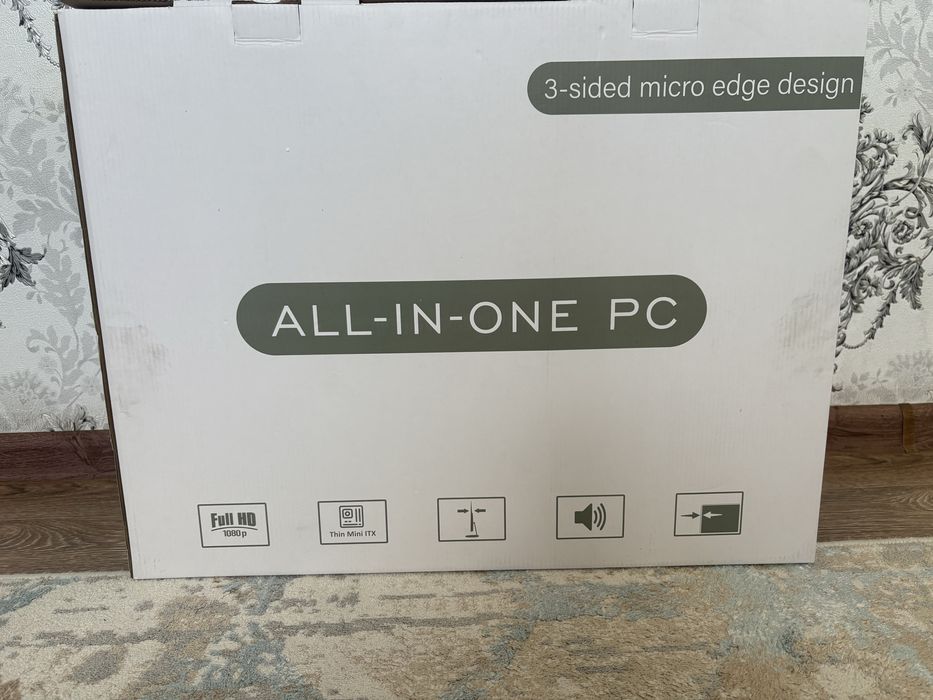 3-sided micro edge design
ALL-IN-ONE PC
Full HD
1080p
Thin Mini ITX